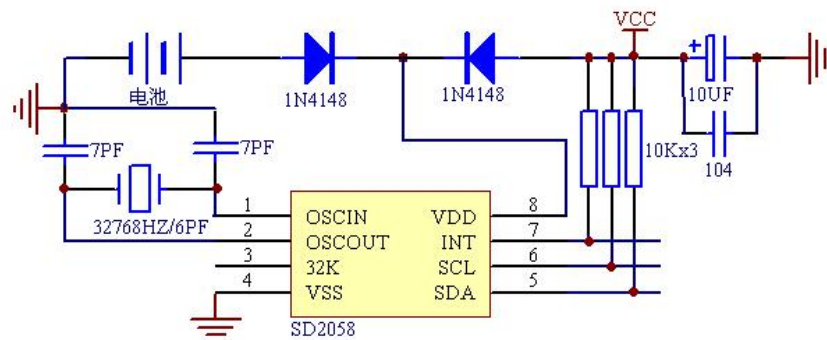 VCC
电池
1N4148
1N4148
10UF
7PF
7PF
10Kx3
104
32768HZ/6PF
1 OSCIN VDD 8
2 OSCOUT INT 7
3 32K SCL 6
4 VSS SDA 5
SD2058